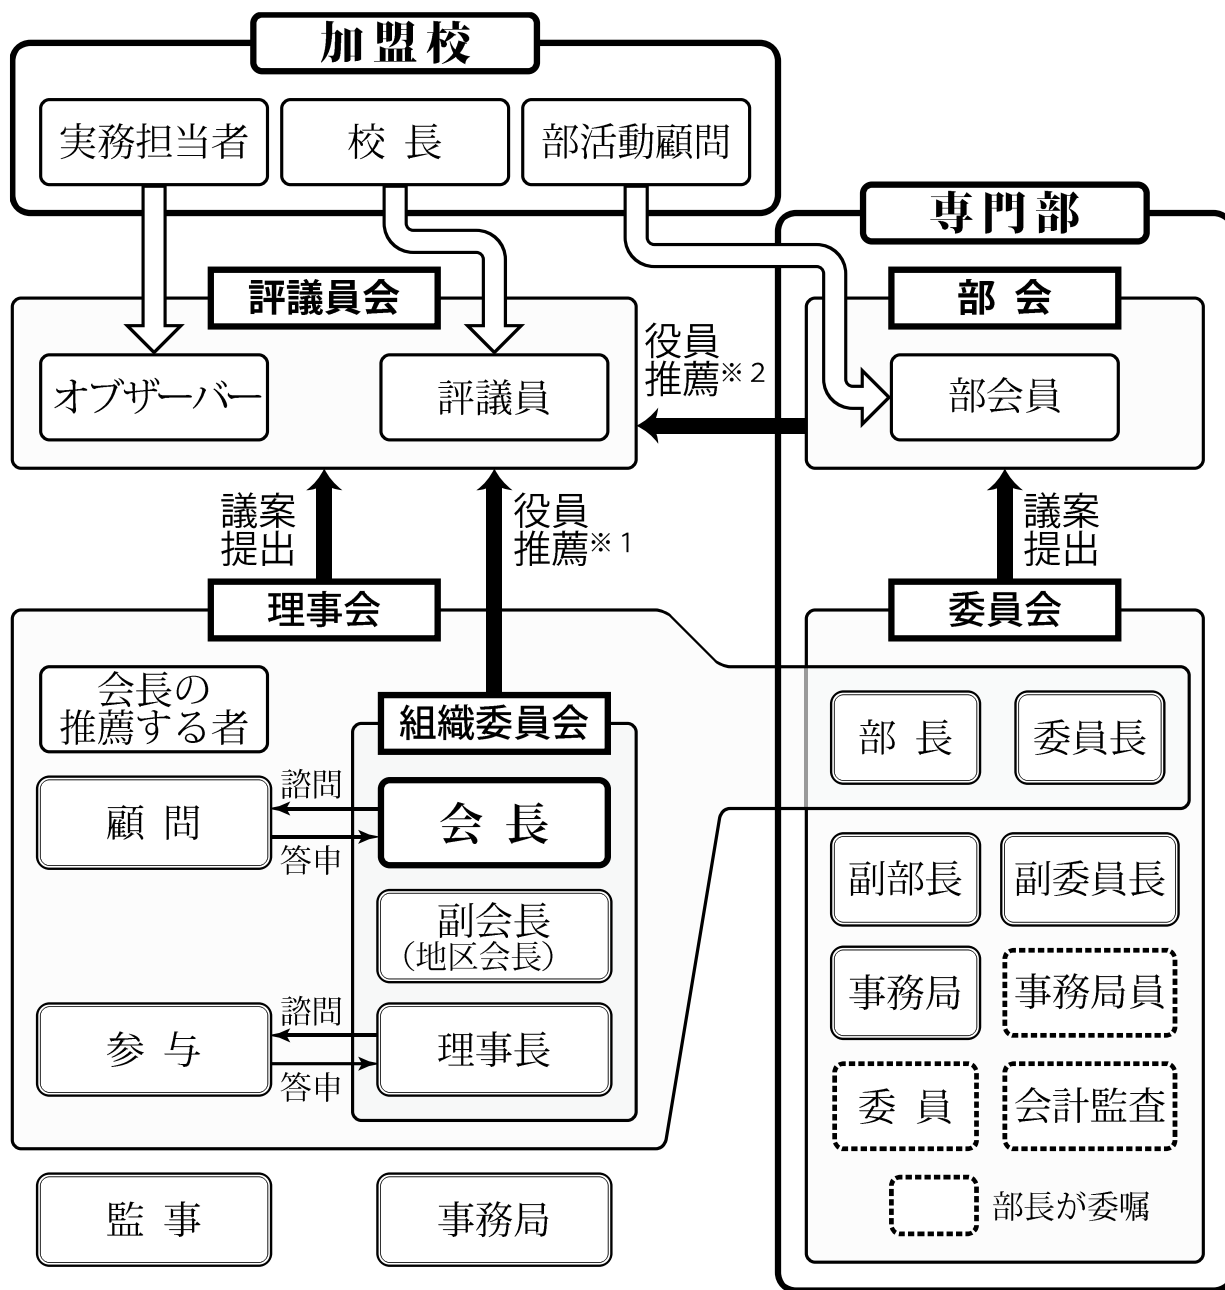 加盟校
実務担当者
校 長
部活動顧問
専門部
評議員会
部 会
オブザーバー
評議員
役員
推薦※2
部会員
議案
提出
役員
推薦※1
議案
提出
理事会
委員会
会長の
推薦する者
組織委員会
部 長
委員長
顧 問
諮問
答申
会 長
副会長
（地区会長）
副部長
副委員長
参 与
諮問
答申
理事長
事務局
事務局員
委 員
会計監査
監 事
事務局
部長が委嘱